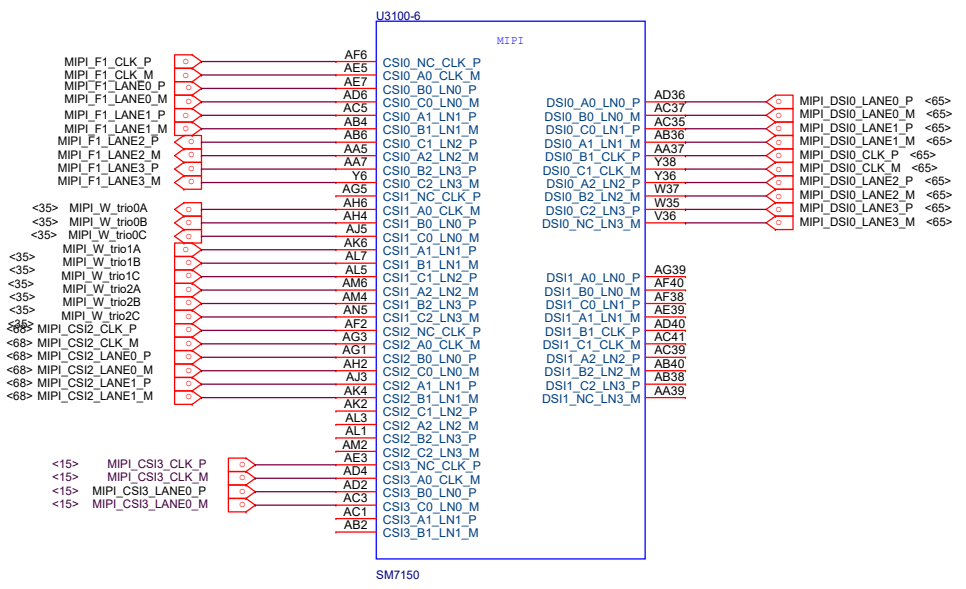 U3100-6
MIPI
MIPI_F1_CLK_P AF6 CSI0_NC_CLK_P
MIPI_F1_CLK_M AE5 CSI0_A0_CLK_M
MIPI_F1_LANE0_P AE7 CSI0_B0_LN0_P
MIPI_F1_LANE0_M AD6 CSI0_C0_LN0_M
MIPI_F1_LANE1_P AC5 CSI0_A1_LN1_P
MIPI_F1_LANE1_M AB4 CSI0_B1_LN1_M
MIPI_F1_LANE2_P AB6 CSI0_C1_LN2_P
MIPI_F1_LANE2_M AA5 CSI0_A2_LN2_M
MIPI_F1_LANE3_P AA7 CSI0_B2_LN3_P
MIPI_F1_LANE3_M Y6 CSI0_C2_LN3_M
AG5 CSI1_NC_CLK_P
<35> MIPI_W_trio0A AH6 CSI1_A0_CLK_M
<35> MIPI_W_trio0B AH4 CSI1_B0_LN0_P
<35> MIPI_W_trio0C AJ5 CSI1_C0_LN0_M
MIPI_W_trio1A AK6 CSI1_A1_LN1_P
<35> MIPI_W_trio1B AL7 CSI1_B1_LN1_M
<35> MIPI_W_trio1C AL5 CSI1_C1_LN2_P
<35> MIPI_W_trio2A AM6 CSI1_A2_LN2_M
<35> MIPI_W_trio2B AM4 CSI1_B2_LN3_P
<35> MIPI_W_trio2C AN5 CSI1_C2_LN3_M
<35>
<68> MIPI_CSI2_CLK_P AF2 CSI2_NC_CLK_P
<68> MIPI_CSI2_CLK_M AG3 CSI2_A0_CLK_M
<68> MIPI_CSI2_LANE0_P AG1 CSI2_B0_LN0_P
<68> MIPI_CSI2_LANE0_M AH2 CSI2_C0_LN0_M
<68> MIPI_CSI2_LANE1_P AJ3 CSI2_A1_LN1_P
<68> MIPI_CSI2_LANE1_M AK4 CSI2_B1_LN1_M
AK2 CSI2_C1_LN2_P
AL3 CSI2_A2_LN2_M
AL1 CSI2_B2_LN3_P
AM2 CSI2_C2_LN3_M
<15> MIPI_CSI3_CLK_P AE3 CSI3_NC_CLK_P
<15> MIPI_CSI3_CLK_M AD4 CSI3_A0_CLK_M
<15> MIPI_CSI3_LANE0_P AD2 CSI3_B0_LN0_P
<15> MIPI_CSI3_LANE0_M AC3 CSI3_C0_LN0_M
AC1 CSI3_A1_LN1_P
AB2 CSI3_B1_LN1_M
DSI0_A0_LN0_P AD36 MIPI_DSI0_LANE0_P <65>
DSI0_B0_LN0_M AC37 MIPI_DSI0_LANE0_M <65>
DSI0_C0_LN1_P AC35 MIPI_DSI0_LANE1_P <65>
DSI0_A1_LN1_M AB36 MIPI_DSI0_LANE1_M <65>
DSI0_B1_CLK_P AA37 MIPI_DSI0_CLK_P <65>
DSI0_C1_CLK_M Y38 MIPI_DSI0_CLK_M <65>
DSI0_A2_LN2_P Y36 MIPI_DSI0_LANE2_P <65>
DSI0_B2_LN2_M W37 MIPI_DSI0_LANE2_M <65>
DSI0_C2_LN3_P W35 MIPI_DSI0_LANE3_P <65>
DSI0_NC_LN3_M V36 MIPI_DSI0_LANE3_M <65>
DSI1_A0_LN0_P AG39
DSI1_B0_LN0_M AF40
DSI1_C0_LN1_P AF38
DSI1_A1_LN1_M AE39
DSI1_B1_CLK_P AD40
DSI1_C1_CLK_M AC41
DSI1_A2_LN2_P AC39
DSI1_B2_LN2_M AB40
DSI1_C2_LN3_P AB38
DSI1_NC_LN3_M AA39
SM7150